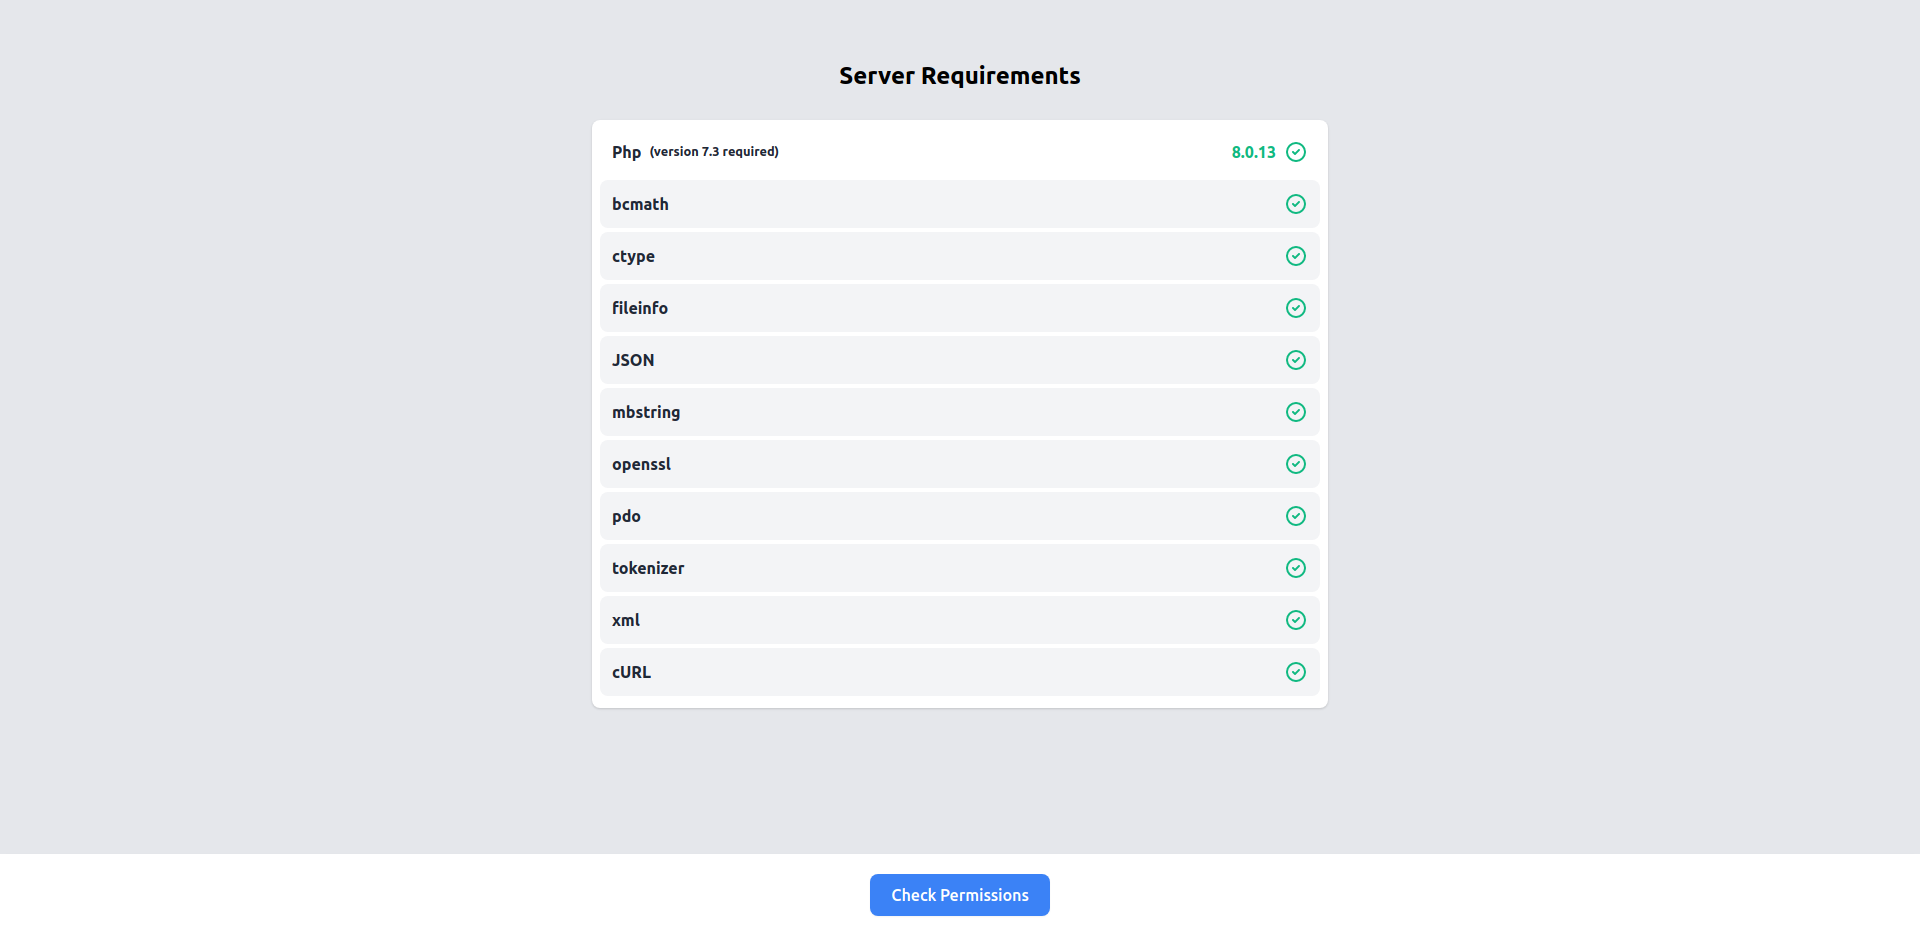 Server Requirements
Php (version 7.3 required) 8.0.13
bcmath
ctype
fileinfo
JSON
mbstring
openssl
pdo
tokenizer
xml
cURL
Check Permissions